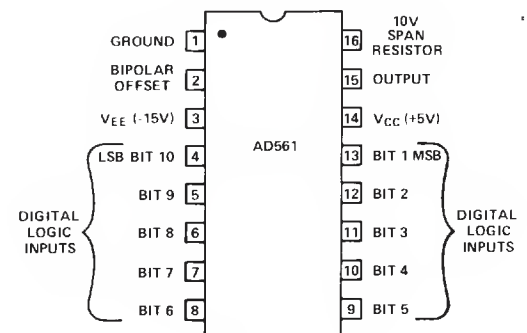 GROUND 1
BIPOLAR
OFFSET 2
VEE (-15V) 3
LSB BIT 10 4
BIT 9 5
BIT 8 6
BIT 7 7
BIT 6 8
DIGITAL
LOGIC
INPUTS
AD561
10V
SPAN
RESISTOR
16
15 OUTPUT
14 VCC (+5V)
13 BIT 1 MSB
12 BIT 2
11 BIT 3
10 BIT 4
9 BIT 5
DIGITAL
LOGIC
INPUTS